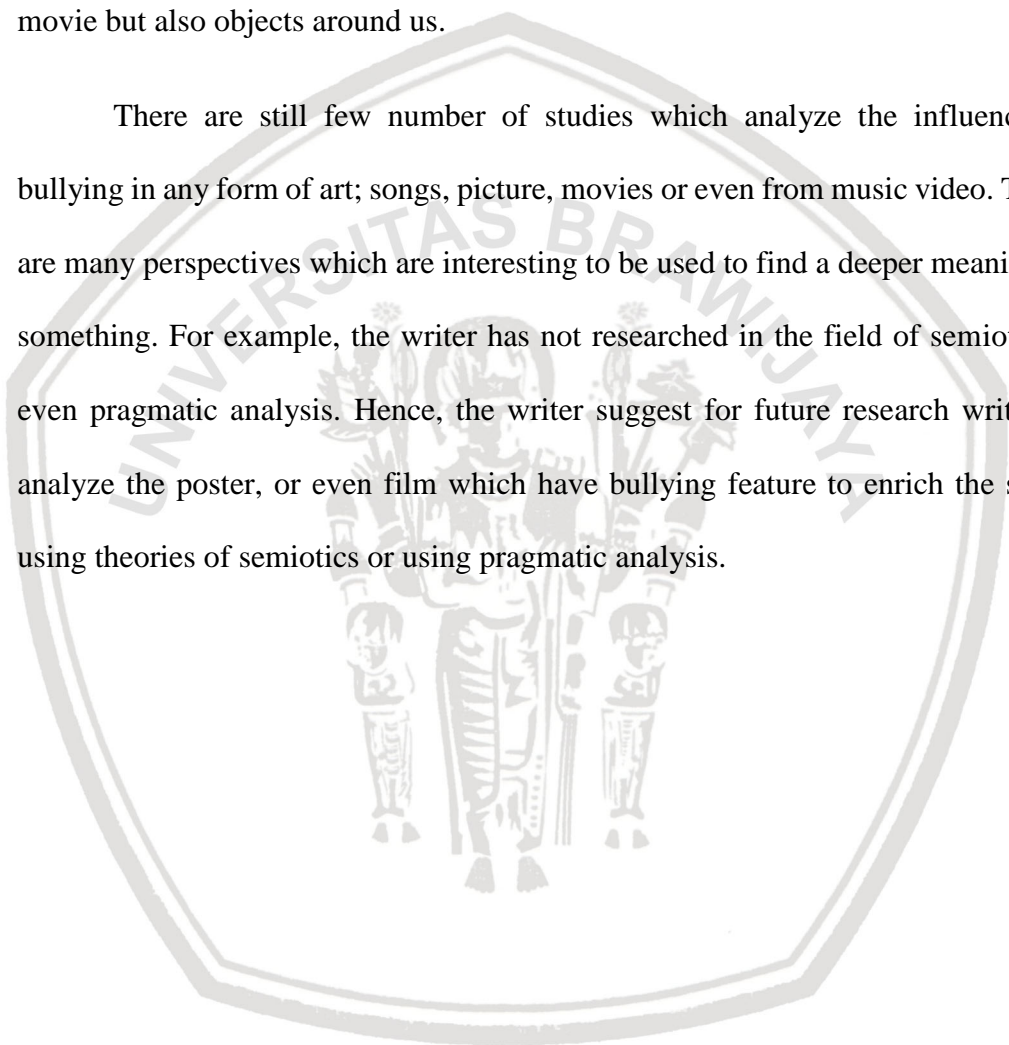 movie but also objects around us.
There are still few number of studies which analyze the
bullying in any form of art; songs, picture, movies or even from music video.
are many perspectives which are interesting to be used to find a deeper
something. For example, the writer has not researched in the field of
even pragmatic analysis. Hence, the writer suggest for future research
analyze the poster, or even film which have bullying feature to enrich the
using theories of semiotics or using pragmatic analysis.
UNIVERSITAS BRAWIJAYA